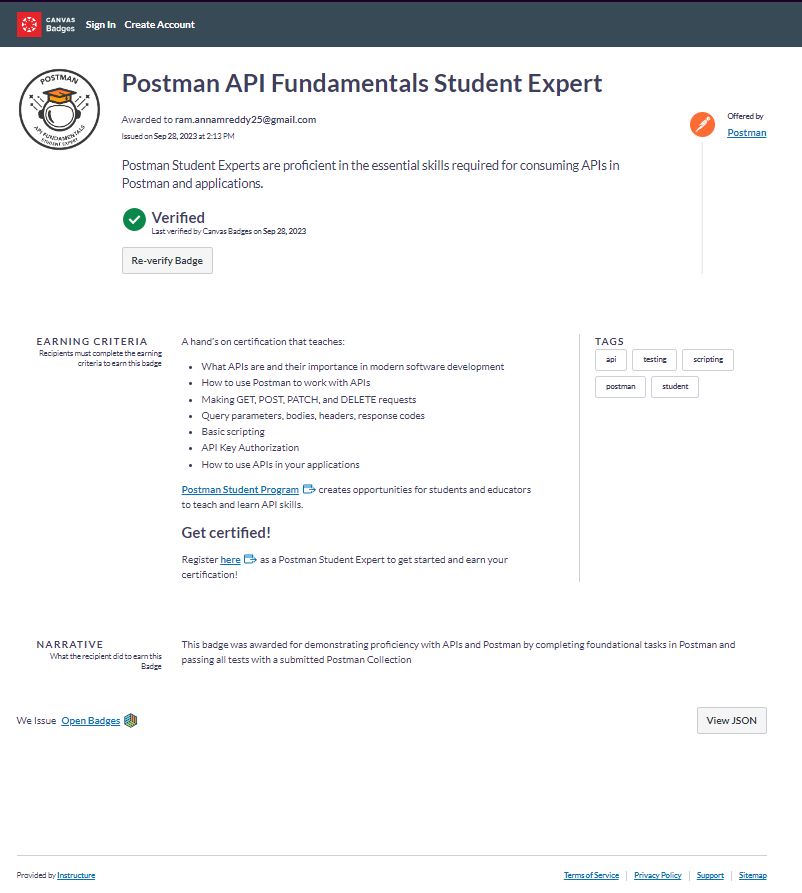 CANVAS
Badges
Sign In
Create Account
POSTMAN
API FUNDAMENTALS
STUDENT EXPERT
Postman API Fundamentals Student Expert
Awarded to ram.annamreddy25@gmail.com
Issued on Sep 28, 2023 at 2:13 PM
Offered by
Postman
Postman Student Experts are proficient in the essential skills required for consuming APIs in
Postman and applications.
Verified
Last verified by Canvas Badges on Sep 28, 2023
Re-verify Badge
EARNING CRITERIA
Recipients must complete the earning
criteria to earn this badge
A hand's on certification that teaches:
• What APIs are and their importance in modern software development
• How to use Postman to work with APIs
• Making GET, POST, PATCH, and DELETE requests
• Query parameters, bodies, headers, response codes
• Basic scripting
• API Key Authorization
• How to use APIs in your applications
Postman Student Program creates opportunities for students and educators
to teach and learn API skills.
Get certified!
Register here as a Postman Student Expert to get started and earn your
certification!
TAGS
api testing scripting
postman student
NARRATIVE
What the recipient did to earn this
Badge
This badge was awarded for demonstrating proficiency with APIs and Postman by completing foundational tasks in Postman and
passing all tests with a submitted Postman Collection
We Issue Open Badges
View JSON
Provided by Instructure
Terms of Service
Privacy Policy
Support
Sitemap